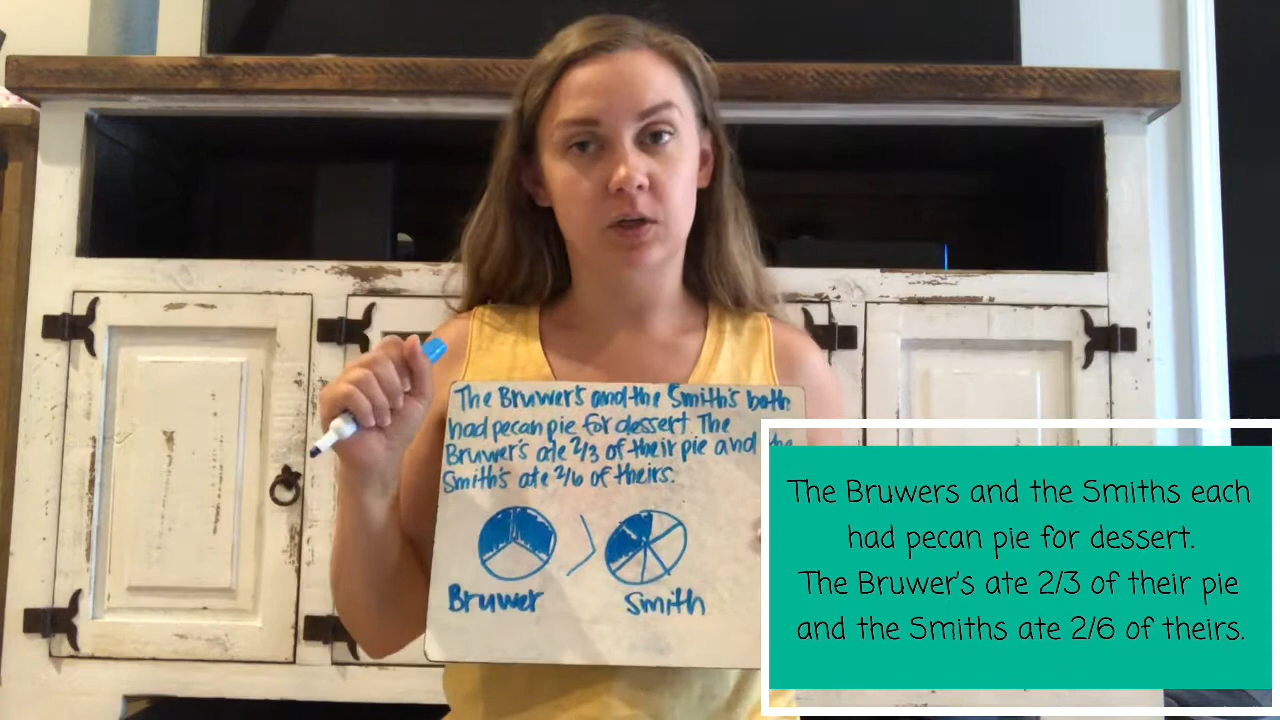 The Bruwer's and the Smith's both
had pecan pie for dessert. The
Bruwer's ate 2/3 of their pie and the
Smith's ate 2/6 of theirs.
>
Bruwer
Smith
The Bruwers and the Smiths each
had pecan pie for dessert.
The Bruwer's ate 2/3 of their pie
and the Smiths ate 2/6 of theirs.